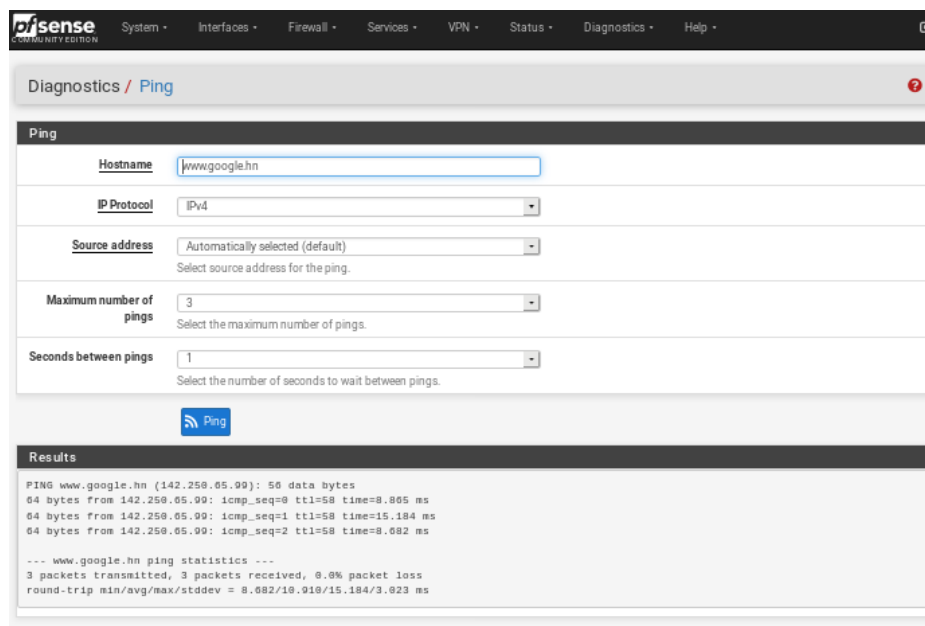 pfsense System Interfaces Firewall Services VPN Status Diagnostics Help
COMMUNITY EDITION
Diagnostics / Ping
Ping
Hostname www.google.hn
IP Protocol IPv4
Source address Automatically selected (default)
Select source address for the ping.
Maximum number of pings 3
Select the maximum number of pings.
Seconds between pings 1
Select the number of seconds to wait between pings.
Ping
Results
PING www.google.hn (142.250.65.99): 56 data bytes
64 bytes from 142.250.65.99: icmp_seq=0 ttl=58 time=8.865 ms
64 bytes from 142.250.65.99: icmp_seq=1 ttl=58 time=15.184 ms
64 bytes from 142.250.65.99: icmp_seq=2 ttl=58 time=8.682 ms
--- www.google.hn ping statistics ---
3 packets transmitted, 3 packets received, 0.0% packet loss
round-trip min/avg/max/stddev = 8.682/10.910/15.184/3.023 ms